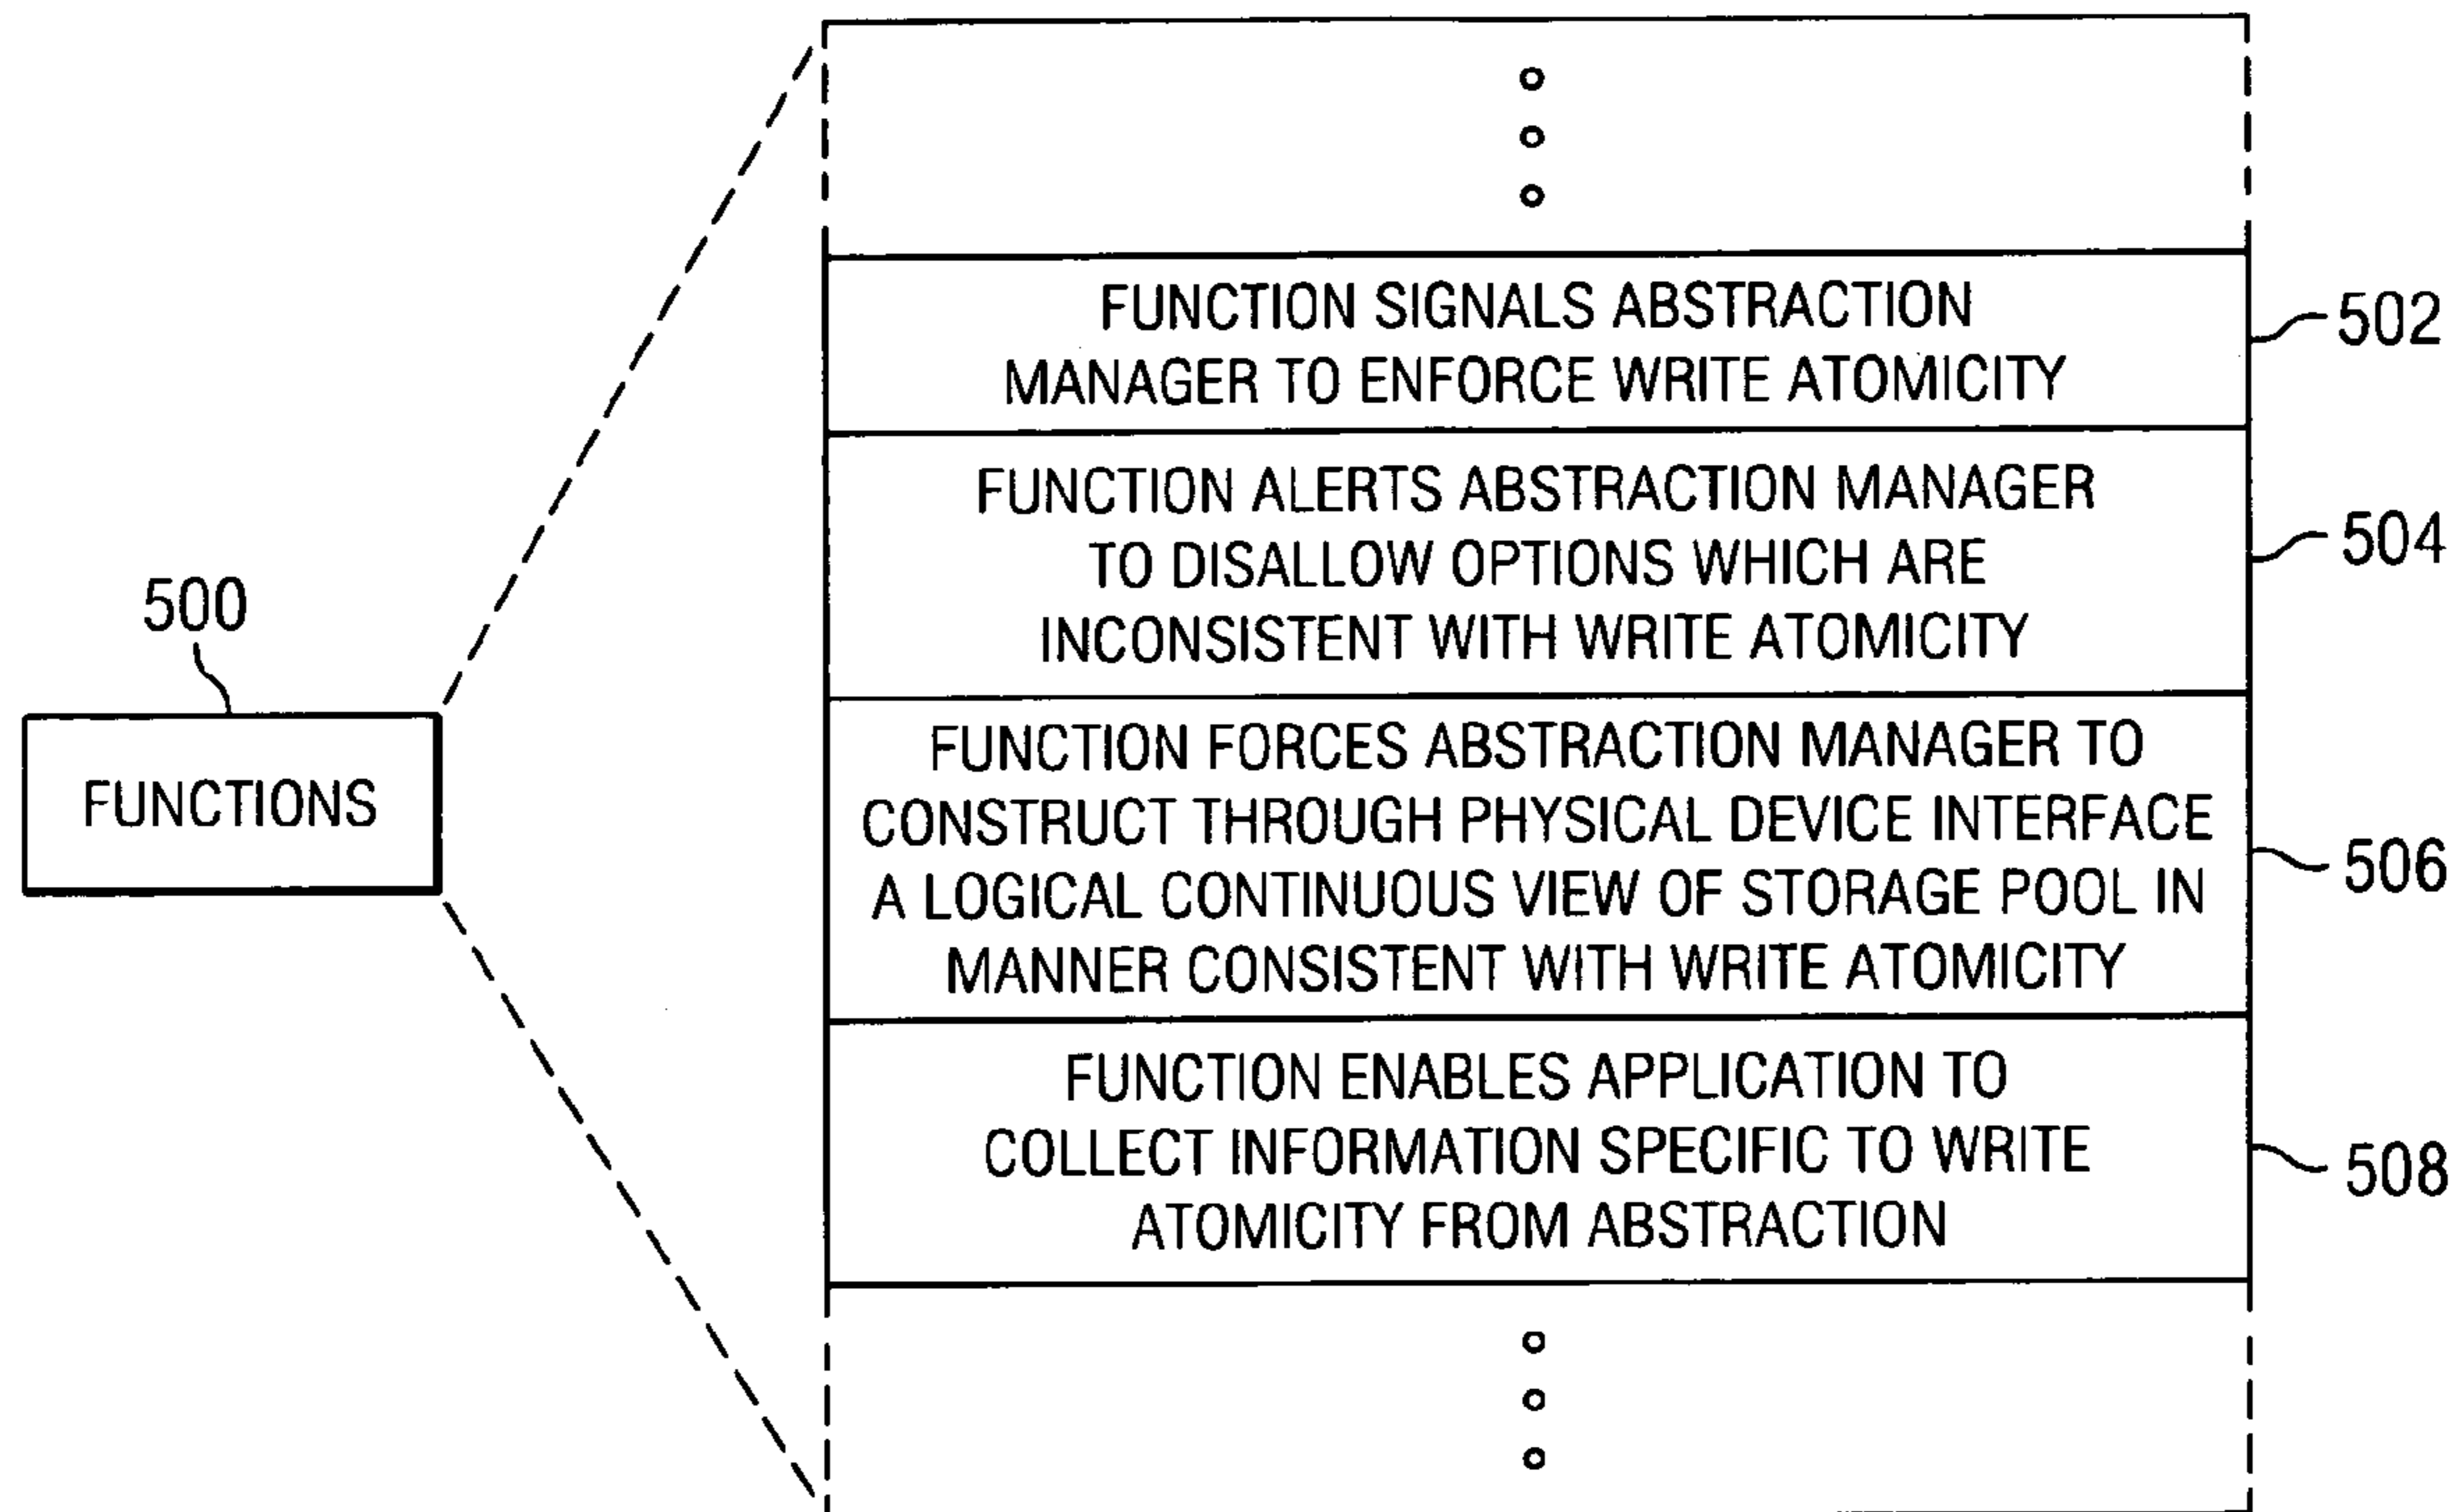 500
FUNCTIONS
FUNCTION SIGNALS ABSTRACTION
MANAGER TO ENFORCE WRITE ATOMICITY
502
FUNCTION ALERTS ABSTRACTION MANAGER
TO DISALLOW OPTIONS WHICH ARE
INCONSISTENT WITH WRITE ATOMICITY
504
FUNCTION FORCES ABSTRACTION MANAGER TO
CONSTRUCT THROUGH PHYSICAL DEVICE INTERFACE
A LOGICAL CONTINUOUS VIEW OF STORAGE POOL IN
MANNER CONSISTENT WITH WRITE ATOMICITY
506
FUNCTION ENABLES APPLICATION TO
COLLECT INFORMATION SPECIFIC TO WRITE
ATOMICITY FROM ABSTRACTION
508